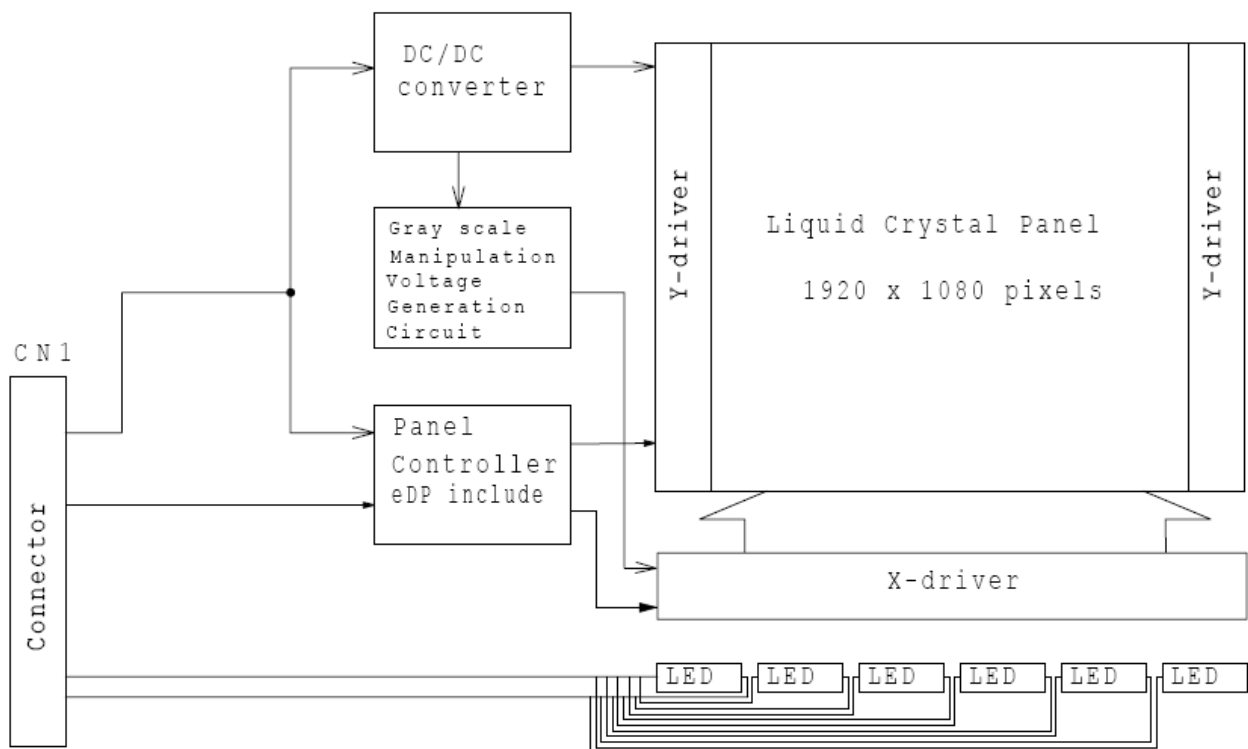 DC/DC
converter
Gray scale
Manipulation
Voltage
Generation
Circuit
Y-driver
Liquid Crystal Panel
1920 x 1080 pixels
Y-driver
CN1
Connector
Panel
Controller
eDP include
X-driver
LED
LED
LED
LED
LED
LED